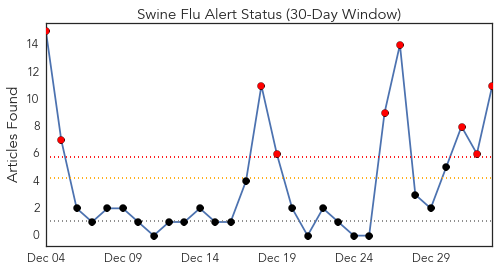 Swine Flu Alert Status (30-Day Window)
Articles Found
14
12
10
8
6
4
2
0
Dec 04 Dec 09 Dec 14 Dec 19 Dec 24 Dec 29